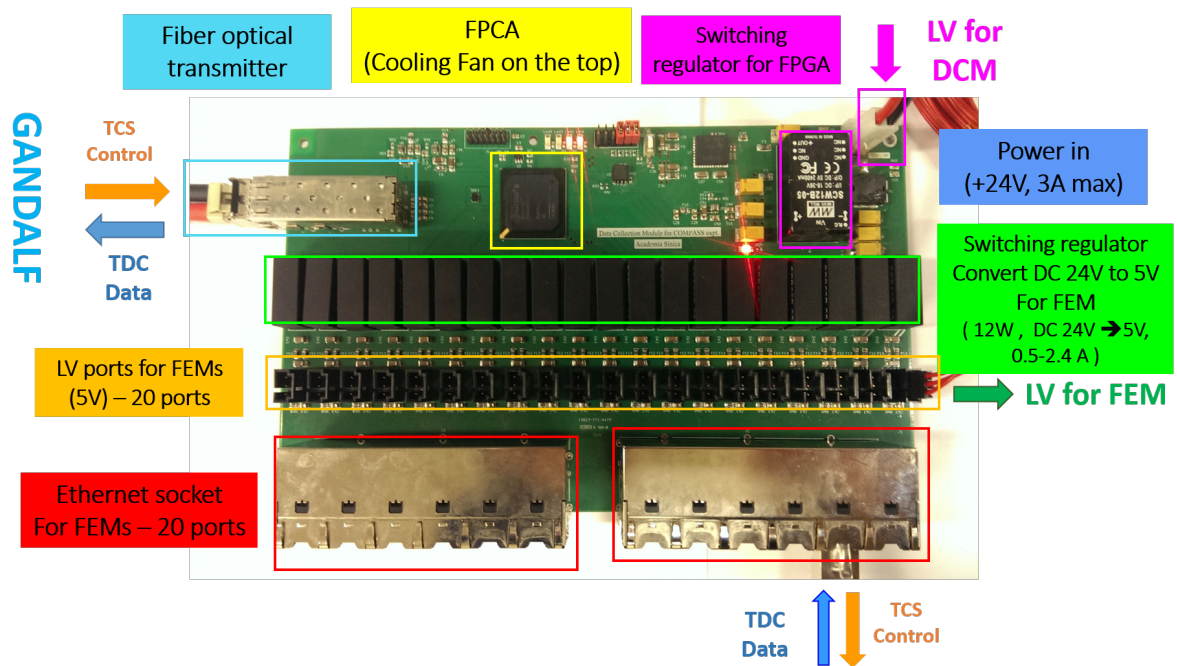 Fiber optical
transmitter
FPCA
(Cooling Fan on the top)
Switching
regulator for FPGA
LV for
DCM
GANDALF
TCS
Control
TDC
Data
Power in
(+24V, 3A max)
Switching regulator
Convert DC 24V to 5V
For FEM
( 12W , DC 24V ➔5V,
0.5-2.4 A )
SCW12B-05
MW
Data Collection Module for COMPASS expt.
Academia Sinica
LV ports for FEMs
(5V) – 20 ports
LV for FEM
Ethernet socket
For FEMs – 20 ports
TDC
Data
TCS
Control